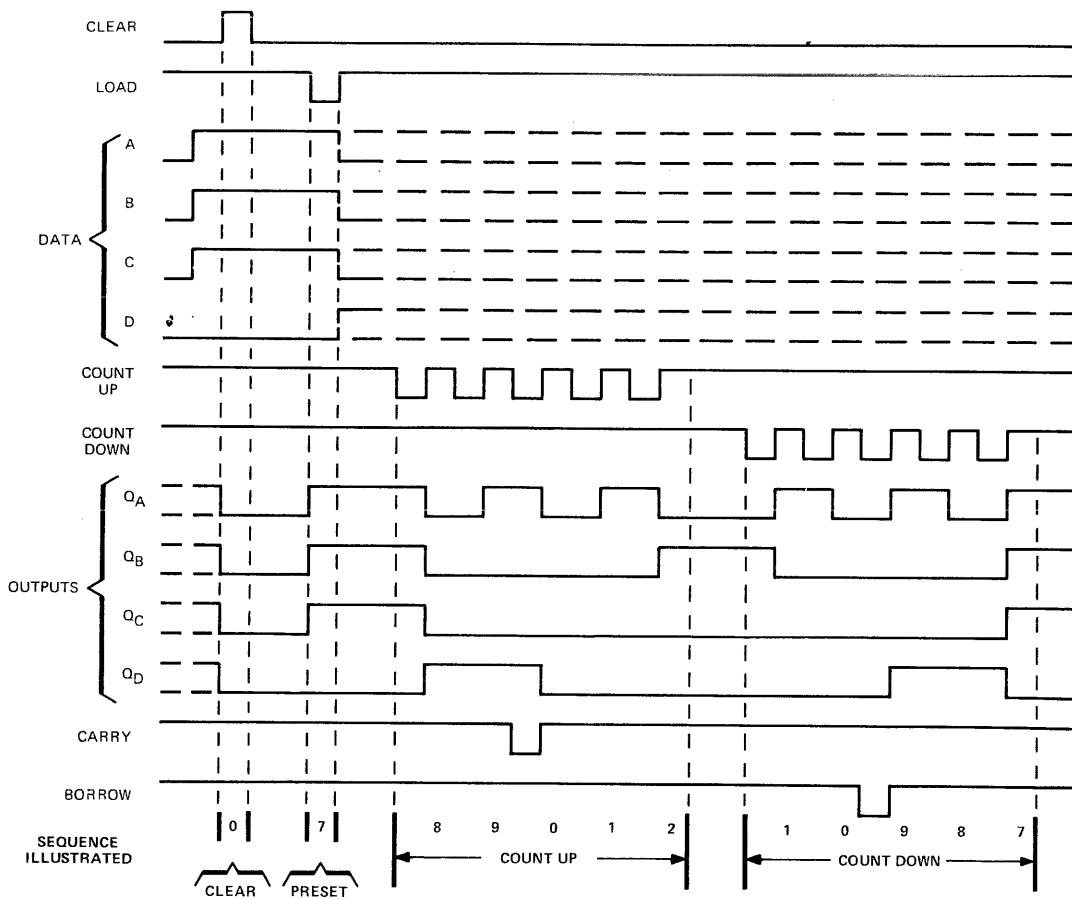 CLEAR
LOAD
A
B
DATA
C
D
COUNT
UP
COUNT
DOWN
QA
QB
OUTPUTS
QC
QD
CARRY
BORROW
SEQUENCE
ILLUSTRATED
0 7 8 9 0 1 2 1 0 9 8 7
COUNT UP COUNT DOWN
CLEAR PRESET